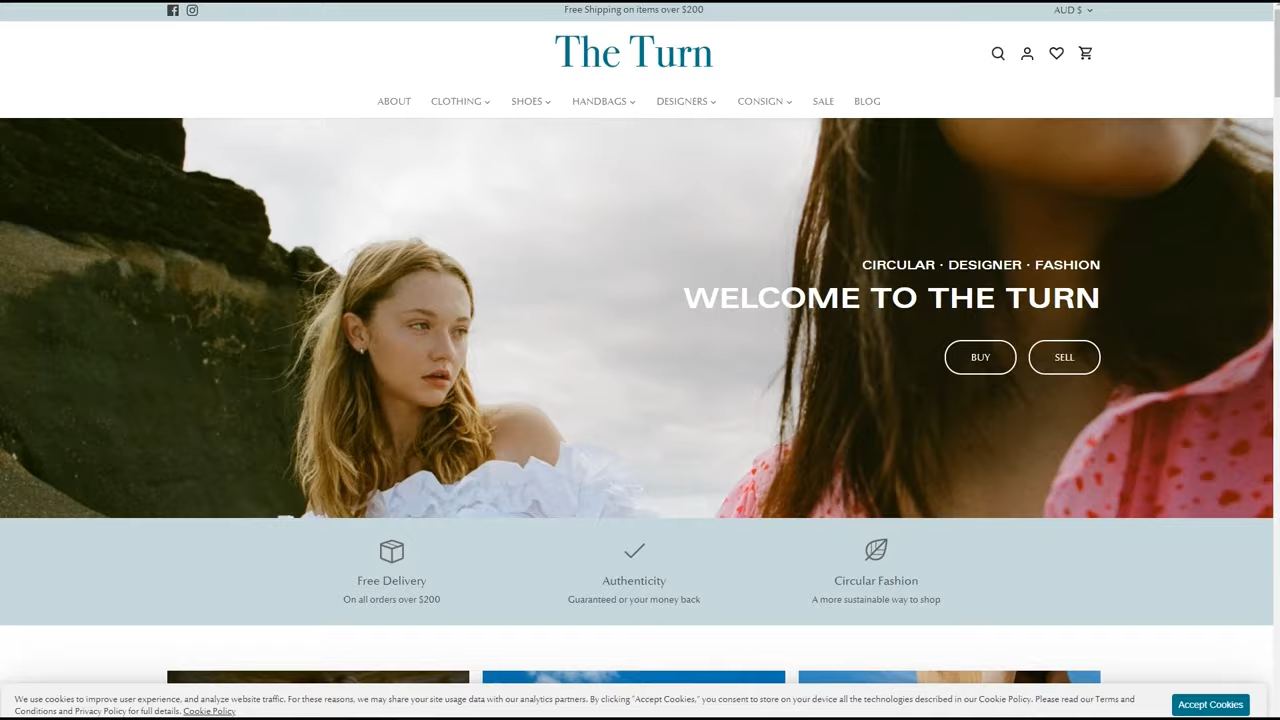 Free Shipping on items over $200
AUD $
The Turn
ABOUT CLOTHING SHOES HANDBAGS DESIGNERS CONSIGN SALE BLOG
CIRCULAR · DESIGNER · FASHION
WELCOME TO THE TURN
BUY SELL
Free Delivery
On all orders over $200
Authenticity
Guaranteed or your money back
Circular Fashion
A more sustainable way to shop
We use cookies to improve user experience, and analyze website traffic. For these reasons, we may share your site usage data with our analytics partners. By clicking "Accept Cookies," you consent to store on your device all the technologies described in our Cookie Policy. Please read our Terms and
Conditions and Privacy Policy for full details. Cookie Policy
Accept Cookies